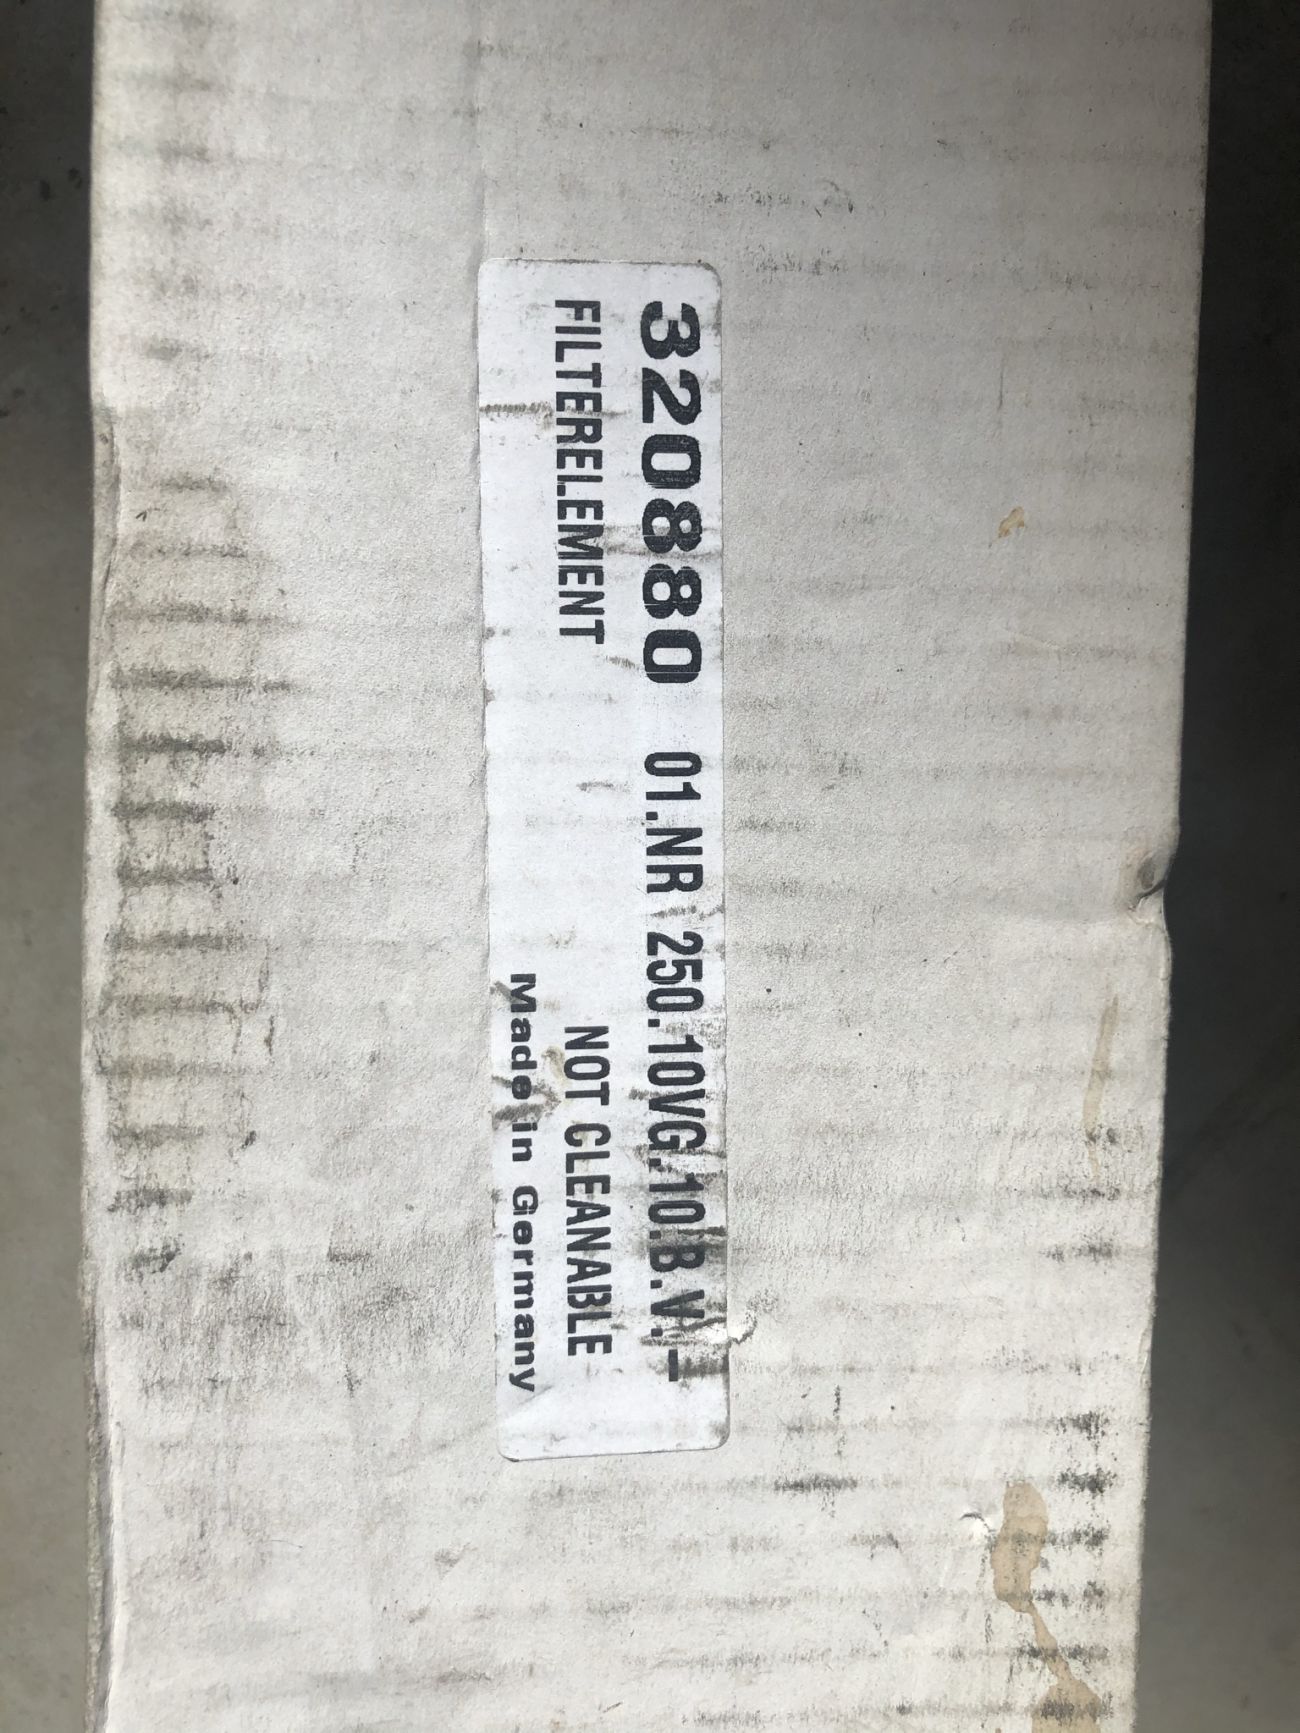 320880 01.NR 250.10VG.10.B.V.-
FILTERELEMENT NOT CLEANABLE
Made in Germany